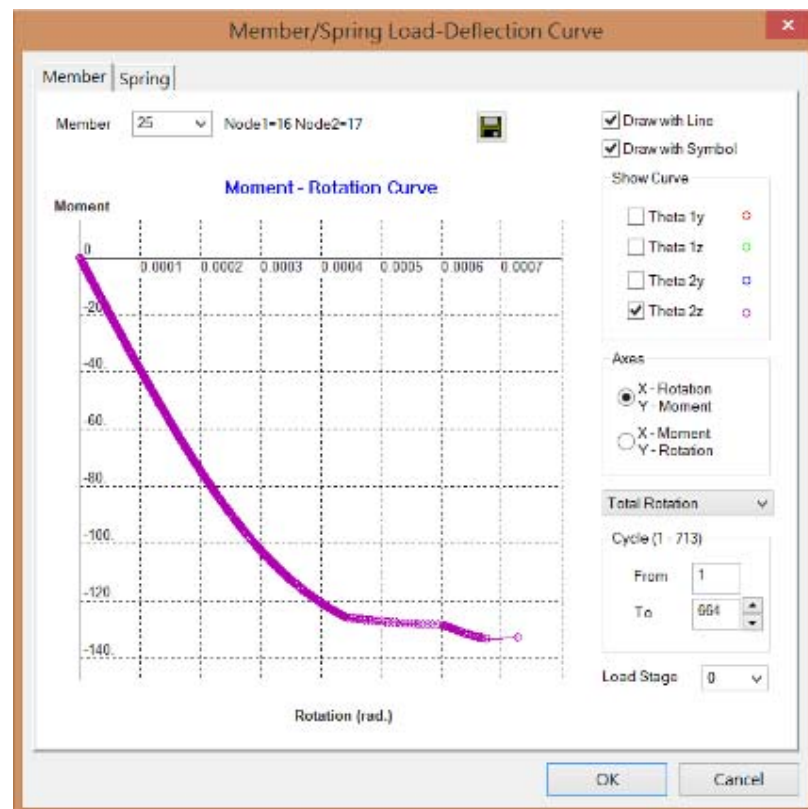 Member/Spring Load-Deflection Curve
Member Spring
Member 25 Node1=16 Node2=17
Draw with Line
Draw with Symbol
Show Curve
Theta 1y
Theta 1z
Theta 2y
Theta 2z
Moment - Rotation Curve
Moment
0
0.0001 0.0002 0.0003 0.0004 0.0005 0.0006 0.0007
-20
-40.
-60.
-80.
-100.
-120.
-140.
Rotation (rad.)
Axes
X - Rotation
Y - Moment
X - Moment
Y - Rotation
Total Rotation
Cycle (1 - 713)
From 1
To 664
Load Stage 0
OK Cancel